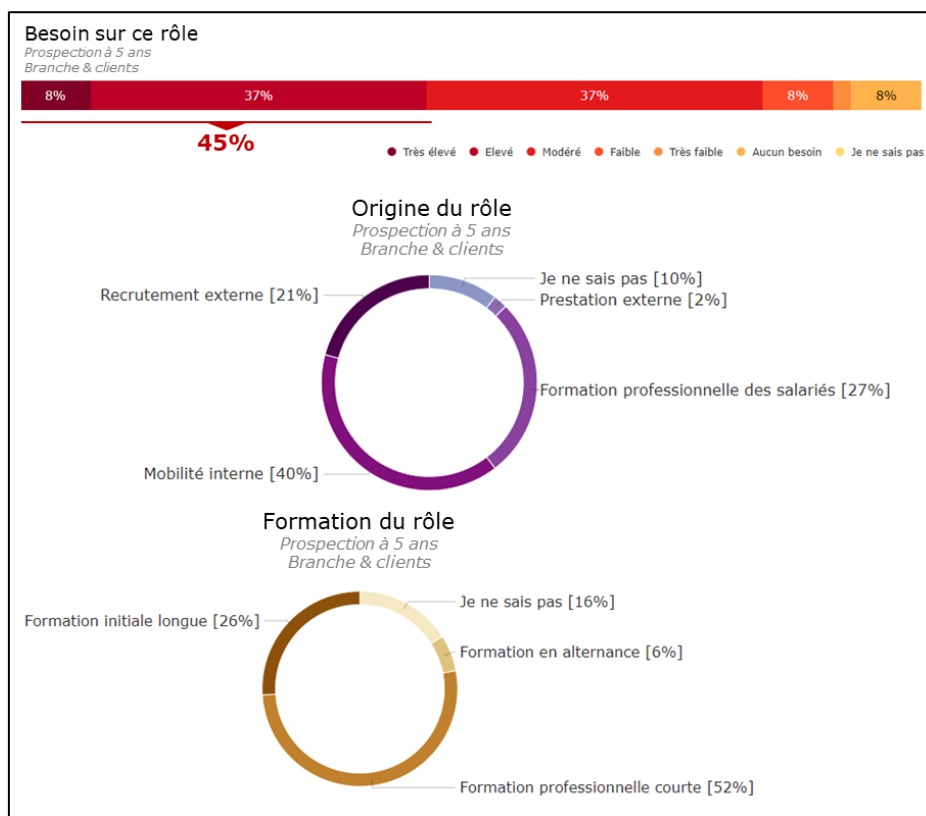 Besoin sur ce rôle
Prospection à 5 ans
Branche & clients
8% 37% 37% 8% 8%
45%
Très élevé Elevé Modéré Faible Très faible Aucun besoin Je ne sais pas
Origine du rôle
Prospection à 5 ans
Branche & clients
Je ne sais pas [10%]
Recrutement externe [21%]
Prestation externe [2%]
Formation professionnelle des salariés [27%]
Mobilité interne [40%]
Formation du rôle
Prospection à 5 ans
Branche & clients
Je ne sais pas [16%]
Formation initiale longue [26%]
Formation en alternance [6%]
Formation professionnelle courte [52%]